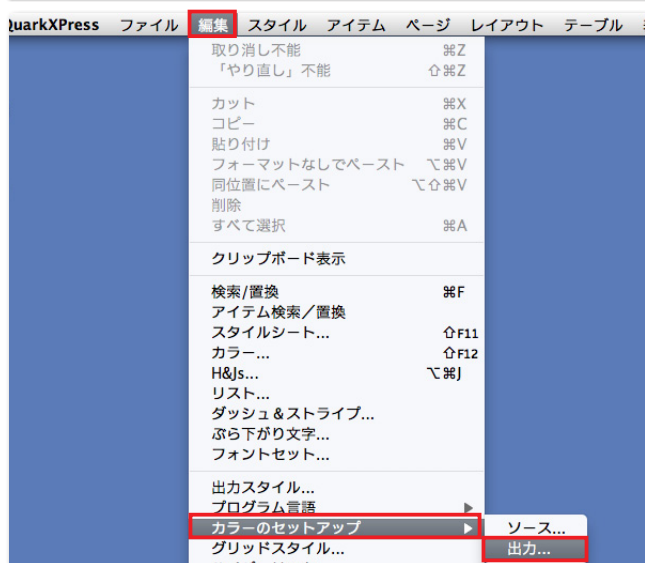 QuarkXPress ファイル 編集 スタイル アイテム ページ レイアウト テーブル
取り消し不能 ⌘Z
「やり直し」不能 ⇧⌘Z
カット ⌘X
コピー ⌘C
貼り付け ⌘V
フォーマットなしでペースト ⌥⌘V
同位置にペースト ⌥⇧⌘V
削除
すべて選択 ⌘A
クリップボード表示
検索/置換 ⌘F
アイテム検索／置換
スタイルシート... ⇧F11
カラー... ⇧F12
H&Js... ⌥⌘J
リスト...
ダッシュ＆ストライプ...
ぶら下がり文字...
フォントセット...
出力スタイル...
プログラム言語 ▶
カラーのセットアップ ▶ ソース...
グリッドスタイル... 出力...